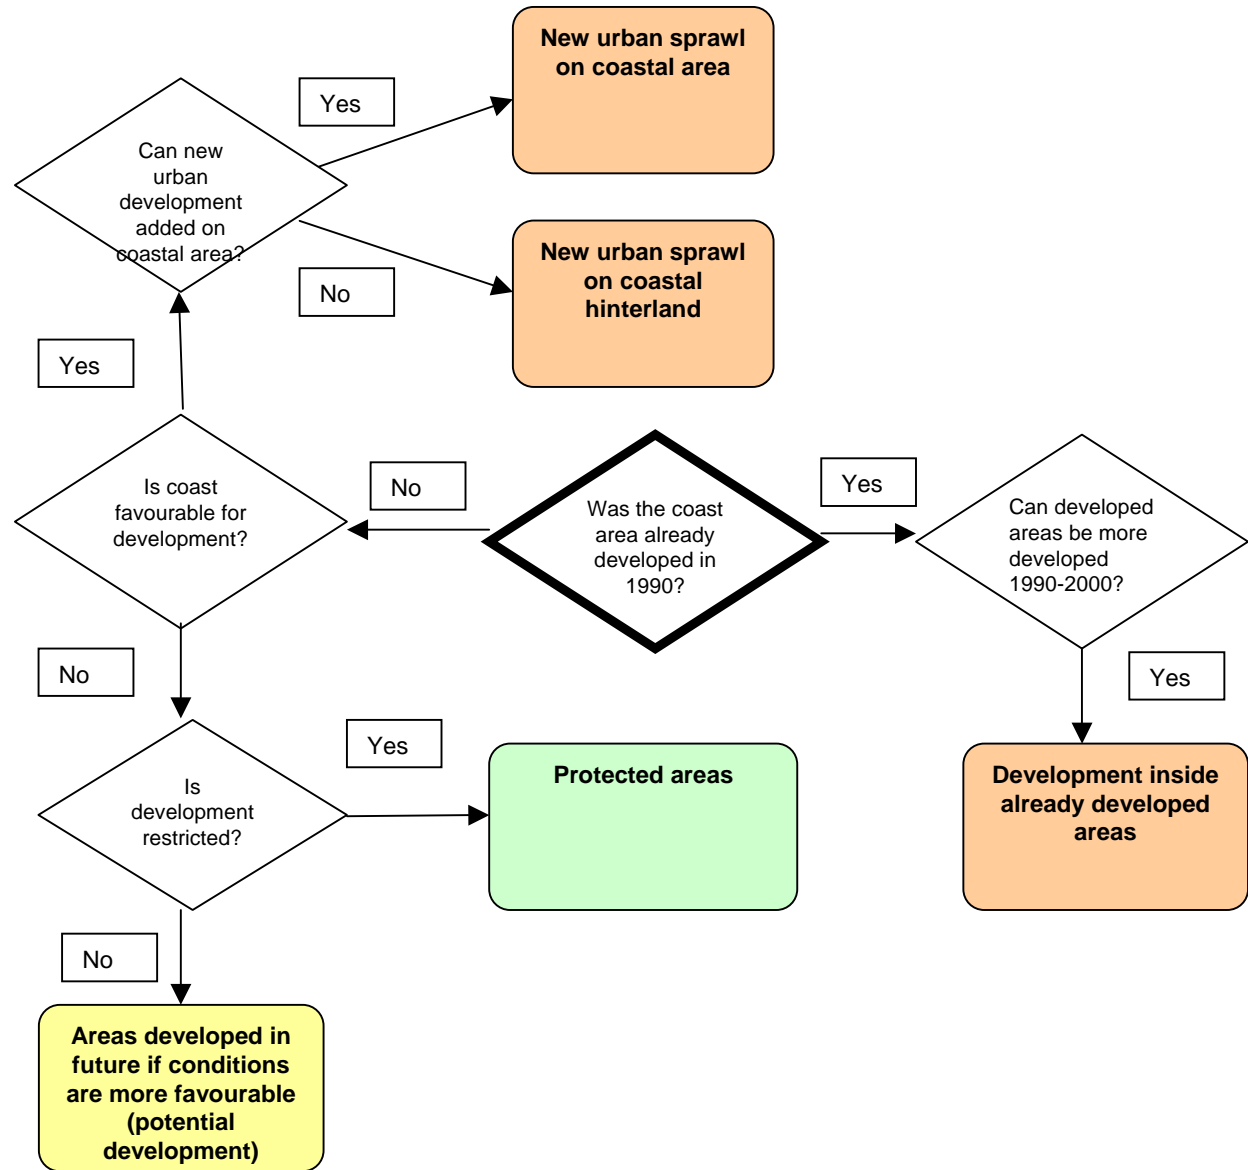 New urban sprawl
on coastal area
Yes
Can new
urban
development
added on
coastal area?
New urban sprawl
on coastal
hinterland
No
Yes
Is coast
favourable for
development?
No
Was the coast
area already
developed in
1990?
Yes
Can developed
areas be more
developed
1990-2000?
No
Yes
Yes
Is
development
restricted?
Protected areas
Development inside
already developed
areas
No
Areas developed in
future if conditions
are more favourable
(potential
development)